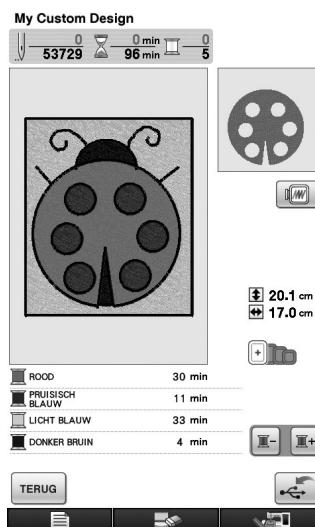 My Custom Design
0 0 min 0
53729 96 min 5
20.1 cm
17.0 cm
ROOD 30 min
PRUISISCH
BLAUW 11 min
LICHT BLAUW 33 min
DONKER BRUIN 4 min
TERUG